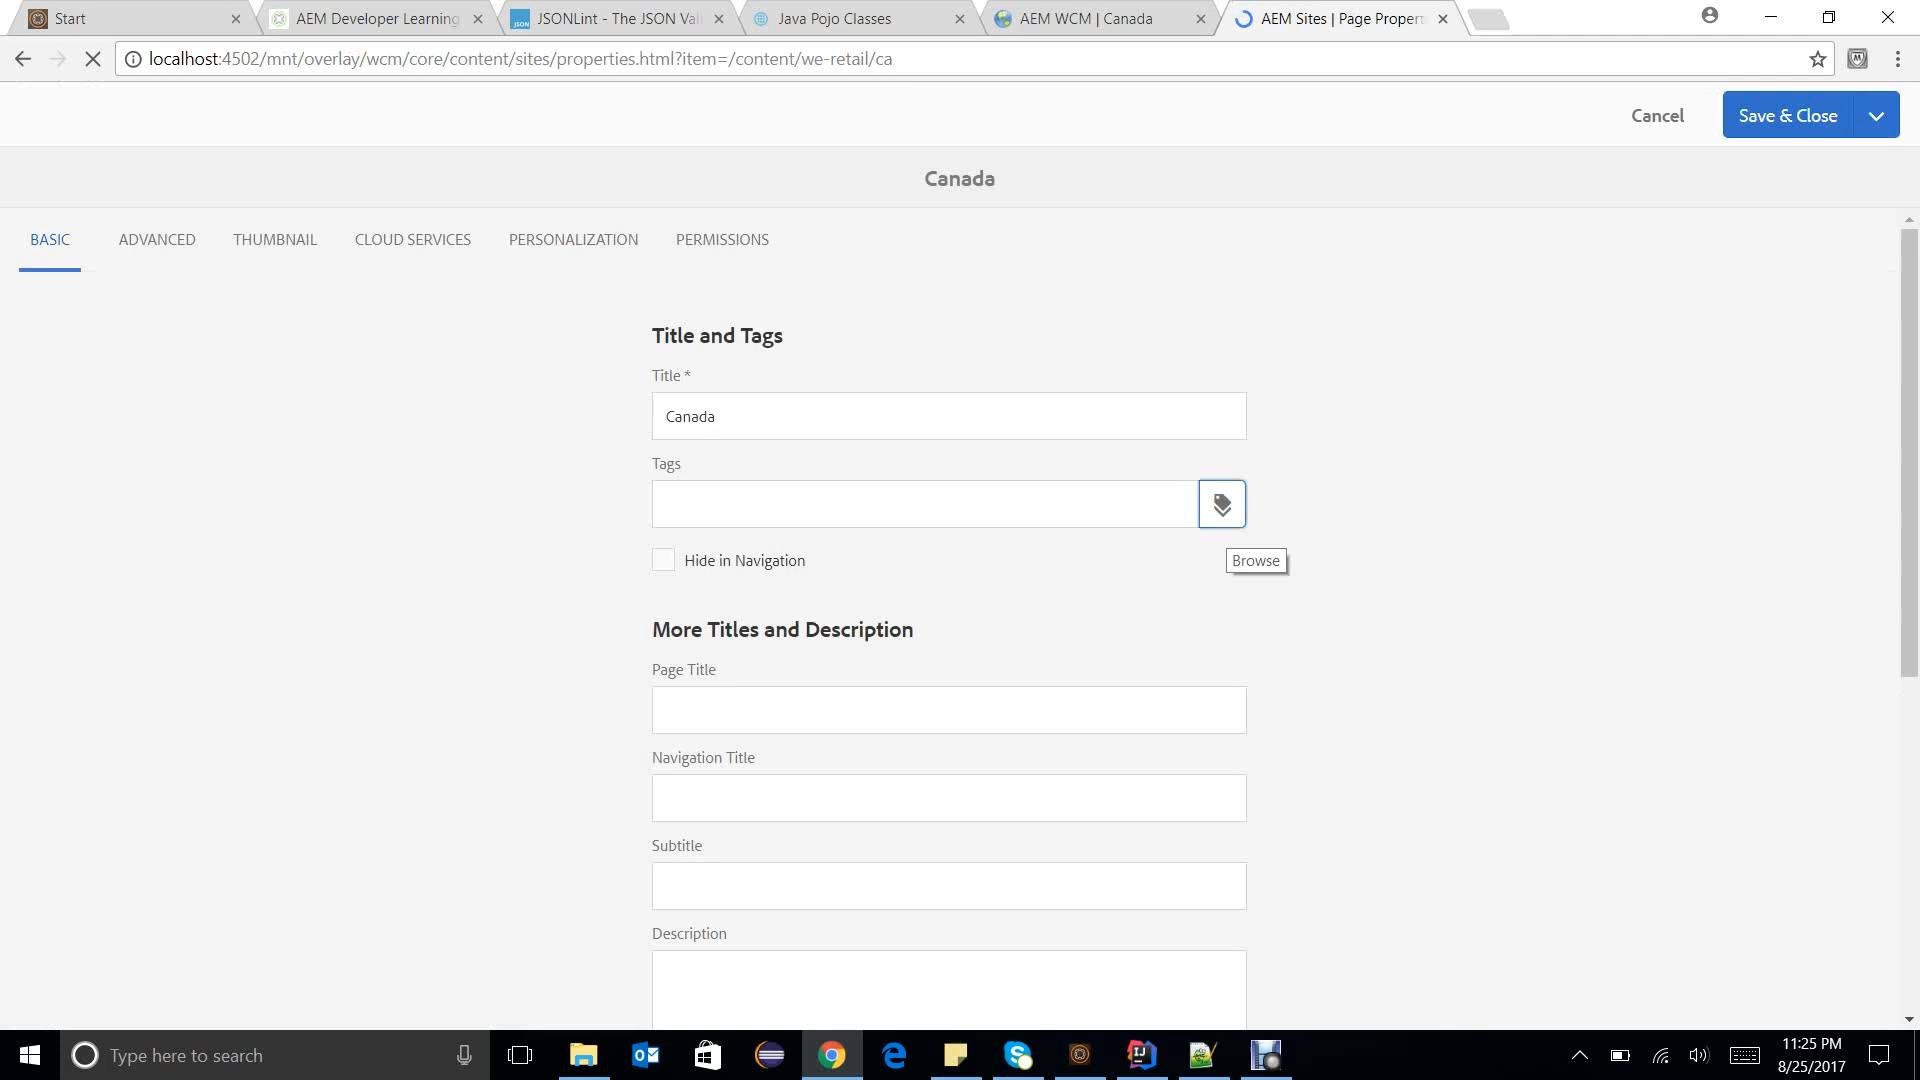 Start
AEM Developer Learning
JSONLint - The JSON Val
Java Pojo Classes
AEM WCM | Canada
AEM Sites | Page Propert
localhost:4502/mnt/overlay/wcm/core/content/sites/properties.html?item=/content/we-retail/ca
Cancel
Save & Close
Canada
BASIC
ADVANCED
THUMBNAIL
CLOUD SERVICES
PERSONALIZATION
PERMISSIONS
Title and Tags
Title *
Canada
Tags
Hide in Navigation
Browse
More Titles and Description
Page Title
Navigation Title
Subtitle
Description
Type here to search
11:25 PM
8/25/2017